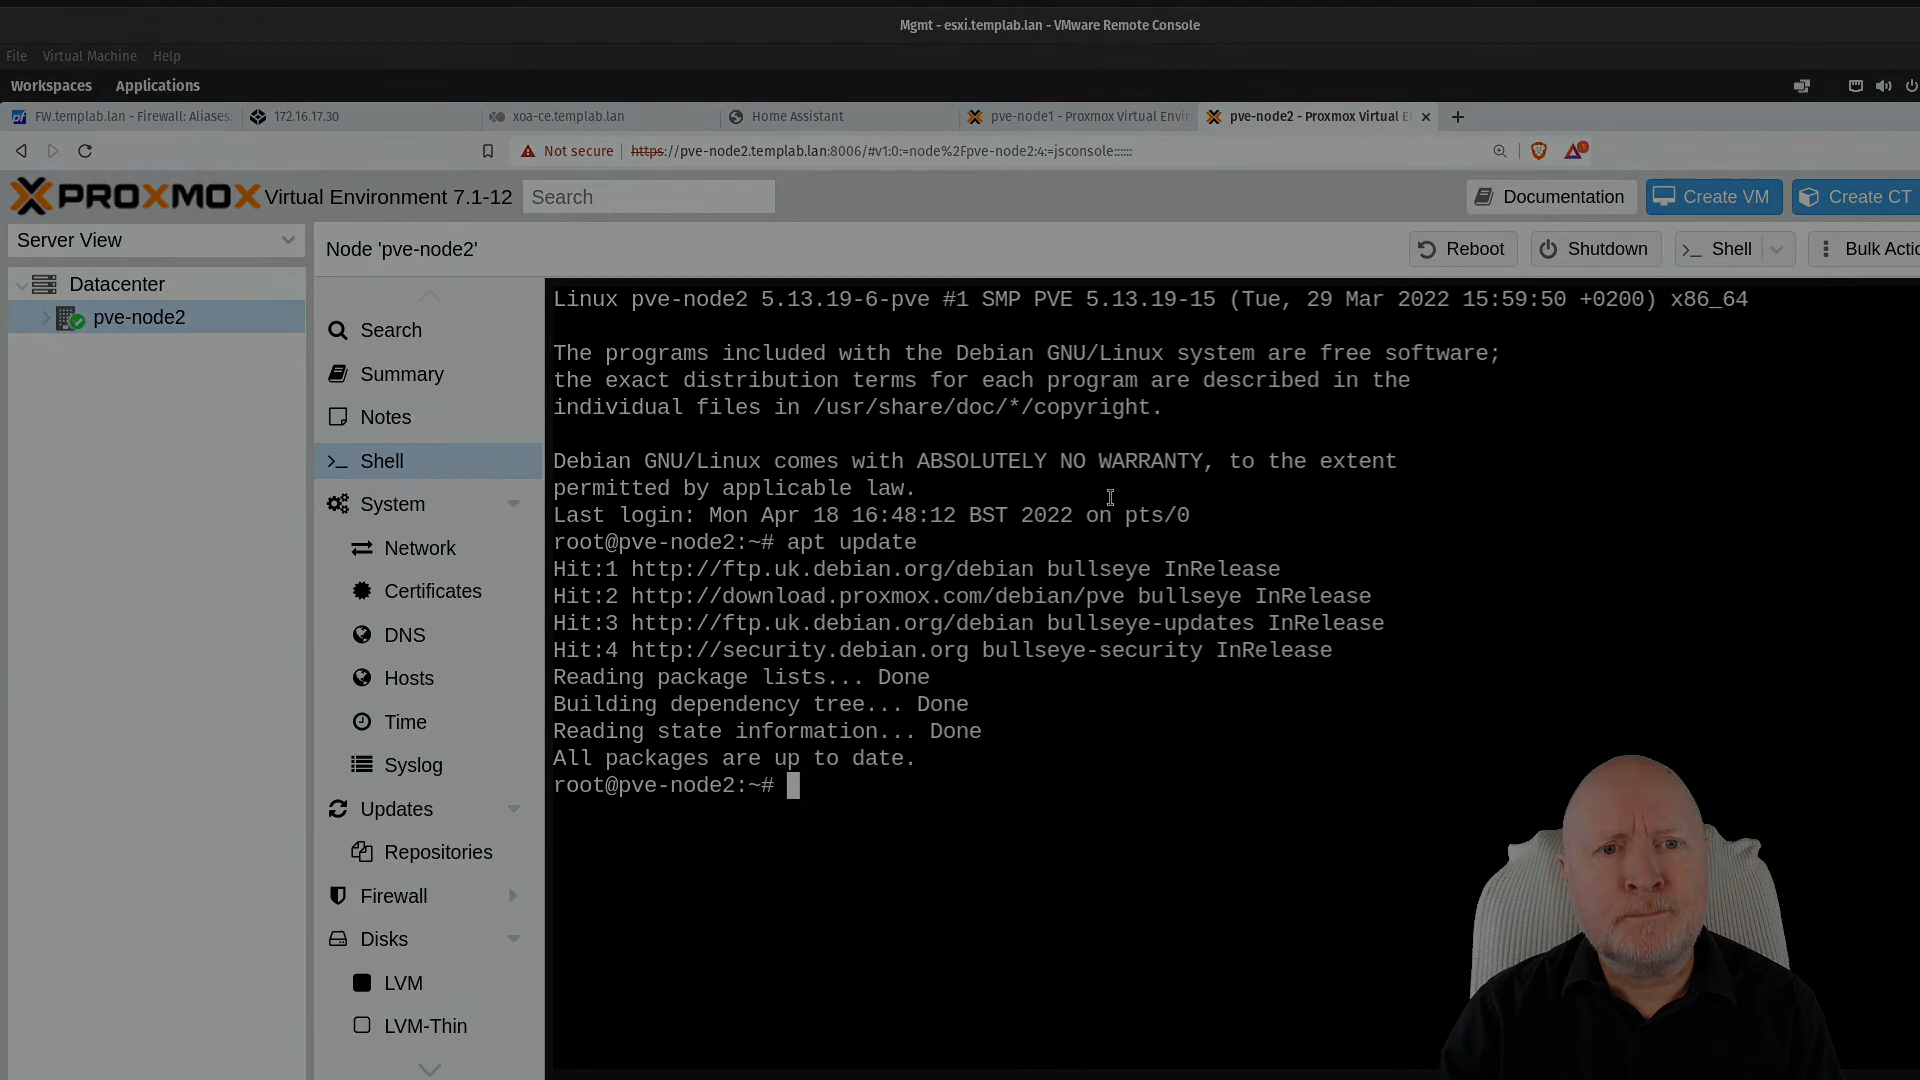 Mgmt - esxi.templab.lan - VMware Remote Console
File Virtual Machine Help
Workspaces Applications
FW.templab.lan - Firewall: Aliases: 172.16.17.30 xoa-ce.templab.lan Home Assistant pve-node1 - Proxmox Virtual Envir pve-node2 - Proxmox Virtual E
Not secure https://pve-node2.templab.lan:8006/#v1:0:=node%2Fpve-node2:4:=jsconsole::::::
PROXMOX Virtual Environment 7.1-12 Search Documentation Create VM Create CT
Server View
Node 'pve-node2' Reboot Shutdown Shell Bulk Actio
Datacenter
pve-node2
Search
Summary
Notes
Shell
System
Network
Certificates
DNS
Hosts
Time
Syslog
Updates
Repositories
Firewall
Disks
LVM
LVM-Thin
Linux pve-node2 5.13.19-6-pve #1 SMP PVE 5.13.19-15 (Tue, 29 Mar 2022 15:59:50 +0200) x86_64
The programs included with the Debian GNU/Linux system are free software;
the exact distribution terms for each program are described in the
individual files in /usr/share/doc/*/copyright.
Debian GNU/Linux comes with ABSOLUTELY NO WARRANTY, to the extent
permitted by applicable law.
Last login: Mon Apr 18 16:48:12 BST 2022 on pts/0
root@pve-node2:~# apt update
Hit:1 http://ftp.uk.debian.org/debian bullseye InRelease
Hit:2 http://download.proxmox.com/debian/pve bullseye InRelease
Hit:3 http://ftp.uk.debian.org/debian bullseye-updates InRelease
Hit:4 http://security.debian.org bullseye-security InRelease
Reading package lists... Done
Building dependency tree... Done
Reading state information... Done
All packages are up to date.
root@pve-node2:~#